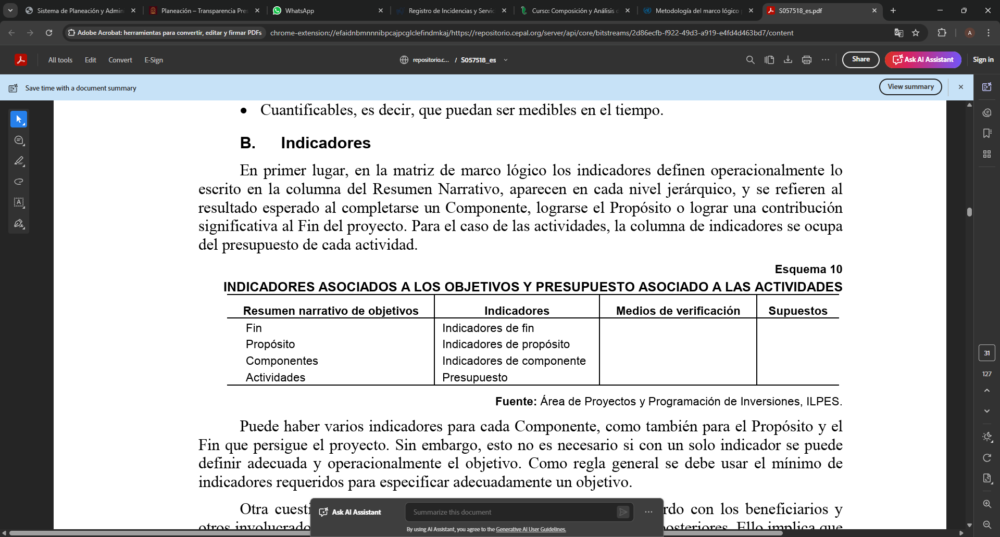 Sistema de Planeación y Admin
Planeación – Transparencia Pres
WhatsApp
Registro de Incidencias y Servic
Curso: Composición y Análisis d
Metodología del marco lógico
S057518_es.pdf
Adobe Acrobat: herramientas para convertir, editar y firmar PDFs
chrome-extension://efaidnbmnnnibpcajpcglclefindmkaj/https://repositorio.cepal.org/server/api/core/bitstreams/2d86ecfb-f922-49d3-a919-e4fd4d463bd7/content
A
All tools
Edit
Convert
E-Sign
repositorio.c... / S057518_es
Share
Ask AI Assistant
Sign in
Save time with a document summary
View summary
• Cuantificables, es decir, que puedan ser medibles en el tiempo.
B. Indicadores
En primer lugar, en la matriz de marco lógico los indicadores definen operacionalmente lo
escrito en la columna del Resumen Narrativo, aparecen en cada nivel jerárquico, y se refieren al
resultado esperado al completarse un Componente, lograrse el Propósito o lograr una contribución
significativa al Fin del proyecto. Para el caso de las actividades, la columna de indicadores se ocupa
del presupuesto de cada actividad.
Esquema 10
INDICADORES ASOCIADOS A LOS OBJETIVOS Y PRESUPUESTO ASOCIADO A LAS ACTIVIDADES
Resumen narrativo de objetivos Indicadores Medios de verificación Supuestos
Fin Indicadores de fin
Propósito Indicadores de propósito
Componentes Indicadores de componente
Actividades Presupuesto
Fuente: Área de Proyectos y Programación de Inversiones, ILPES.
Puede haber varios indicadores para cada Componente, como también para el Propósito y el
Fin que persigue el proyecto. Sin embargo, esto no es necesario si con un solo indicador se puede
definir adecuada y operacionalmente el objetivo. Como regla general se debe usar el mínimo de
indicadores requeridos para especificar adecuadamente un objetivo.
Otra cuesti
rdo con los beneficiarios y
otros involucrado
osteriores. Ello implica que
Ask AI Assistant
Summarize this document
By using AI Assistant, you agree to the Generative AI User Guidelines.
31
127